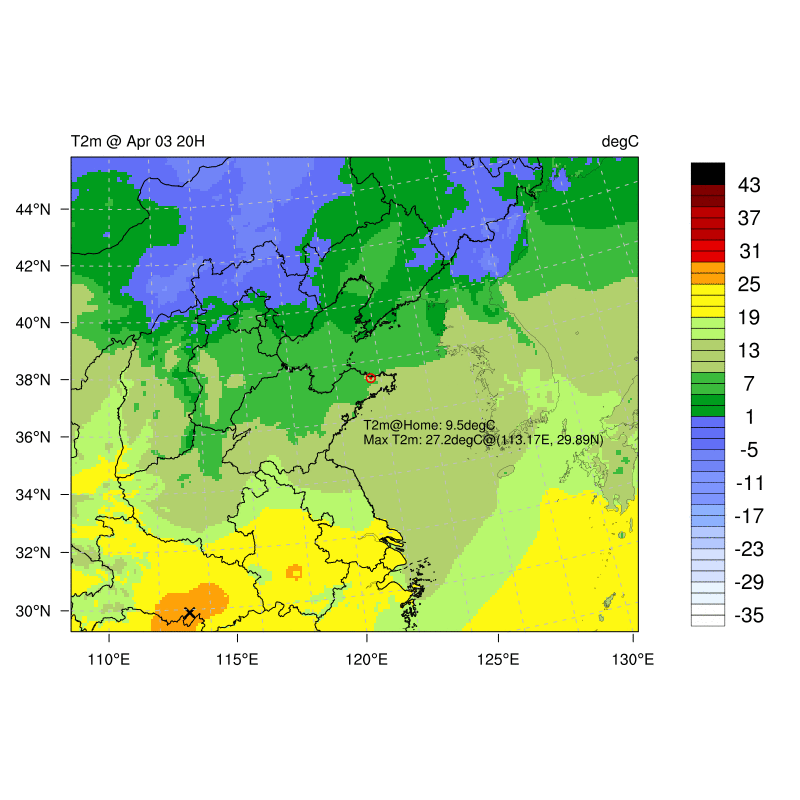 T2m @ Apr 03 20H
degC
44°N
42°N
40°N
38°N
36°N
34°N
32°N
30°N
T2m@Home: 9.5degC
Max T2m: 27.2degC@(113.17E, 29.89N)
110°E
115°E
120°E
125°E
130°E
43
37
31
25
19
13
7
1
-5
-11
-17
-23
-29
-35